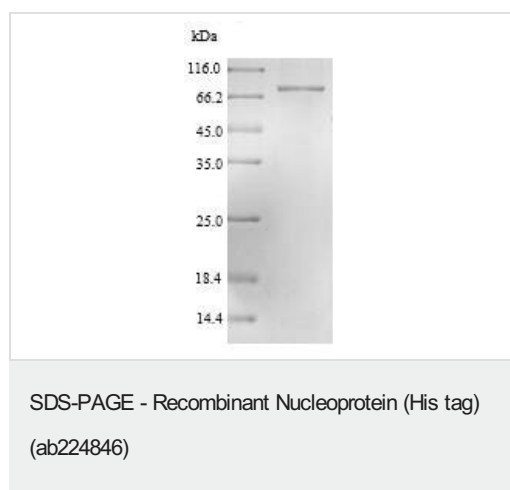 kDa
116.0
66.2
45.0
35.0
25.0
18.4
14.4
SDS-PAGE - Recombinant Nucleoprotein (His tag)
(ab224846)